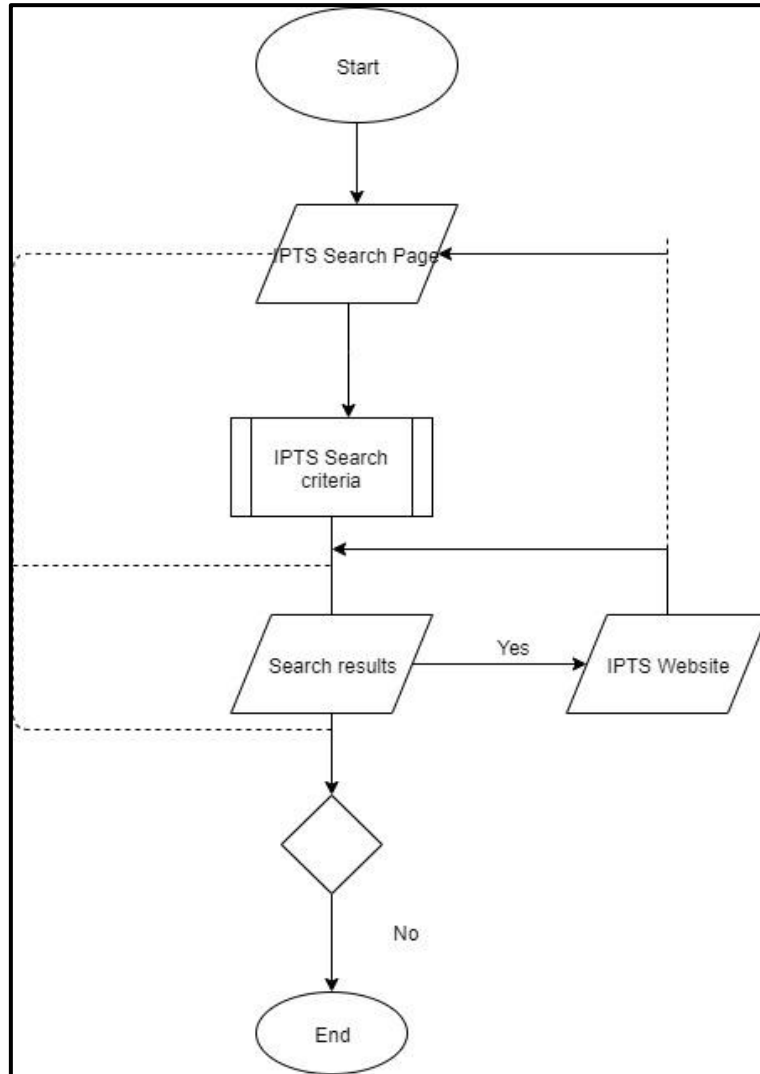 Start
IPTS Search Page
IPTS Search
criteria
Search results
Yes
IPTS Website
No
End